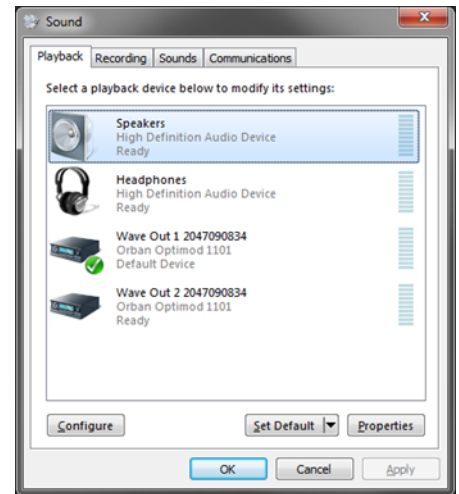 Sound
Playback Recording Sounds Communications
Select a playback device below to modify its settings:
Speakers
High Definition Audio Device
Ready
Headphones
High Definition Audio Device
Ready
Wave Out 1 2047090834
Orban Optimod 1101
Default Device
Wave Out 2 2047090834
Orban Optimod 1101
Ready
Configure Set Default Properties
OK Cancel Apply